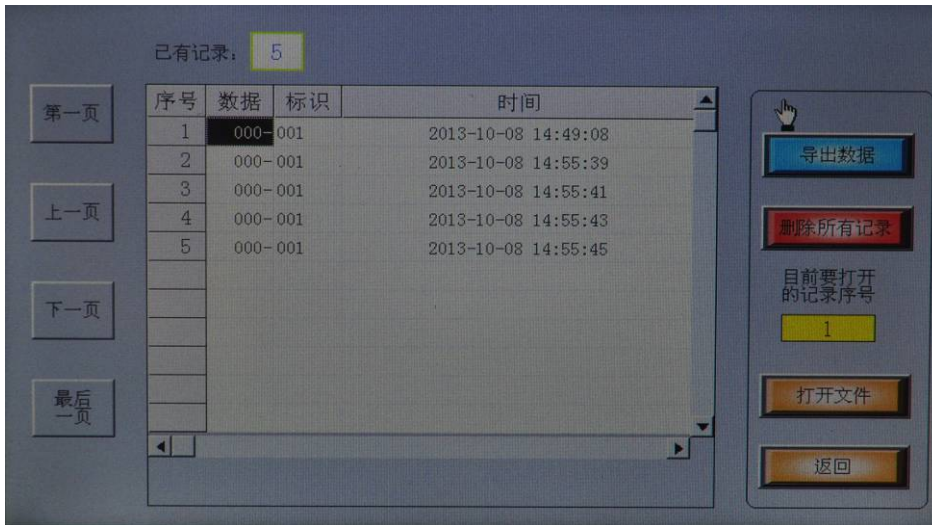 已有记录: 5
第一页
上一页
下一页
最后
一页
序号 数据 标识 时间
1 000- 001 2013-10-08 14:49:08
2 000- 001 2013-10-08 14:55:39
3 000- 001 2013-10-08 14:55:41
4 000- 001 2013-10-08 14:55:43
5 000- 001 2013-10-08 14:55:45
导出数据
删除所有记录
目前要打开
的记录序号
1
打开文件
返回